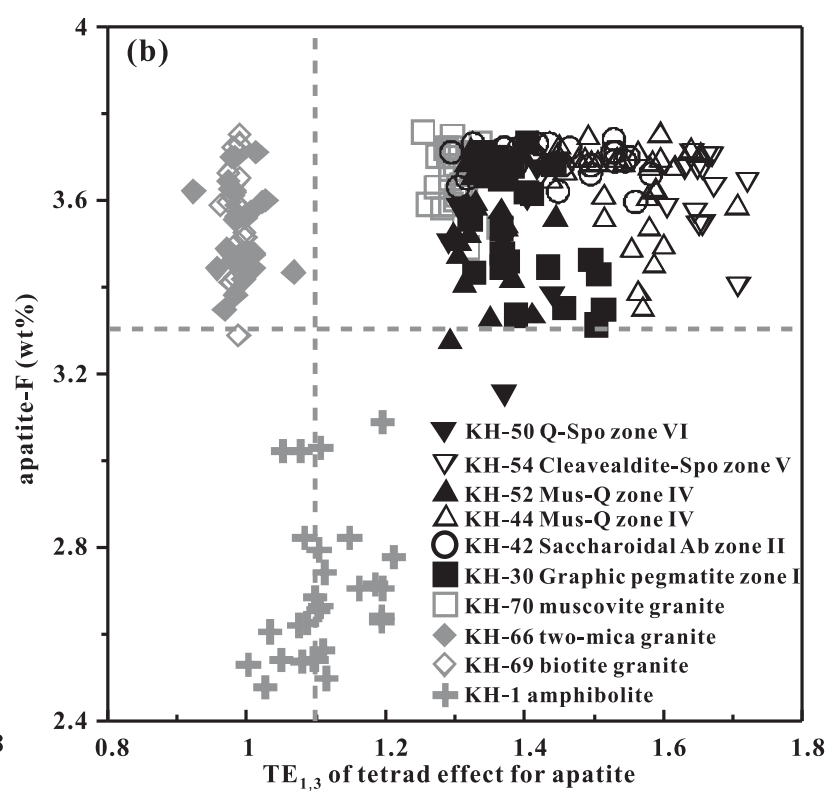 4
(b)
3.6
3.2
2.8
2.4
apatite-F (wt%)
KH-50 Q-Spo zone VI
KH-54 Cleavealdite-Spo zone V
KH-52 Mus-Q zone IV
KH-44 Mus-Q zone IV
KH-42 Saccharoidal Ab zone II
KH-30 Graphic pegmatite zone I
KH-70 muscovite granite
KH-66 two-mica granite
KH-69 biotite granite
KH-1 amphibolite
8
0.8 1 1.2 1.4 1.6 1.8
TE1,3 of tetrad effect for apatite